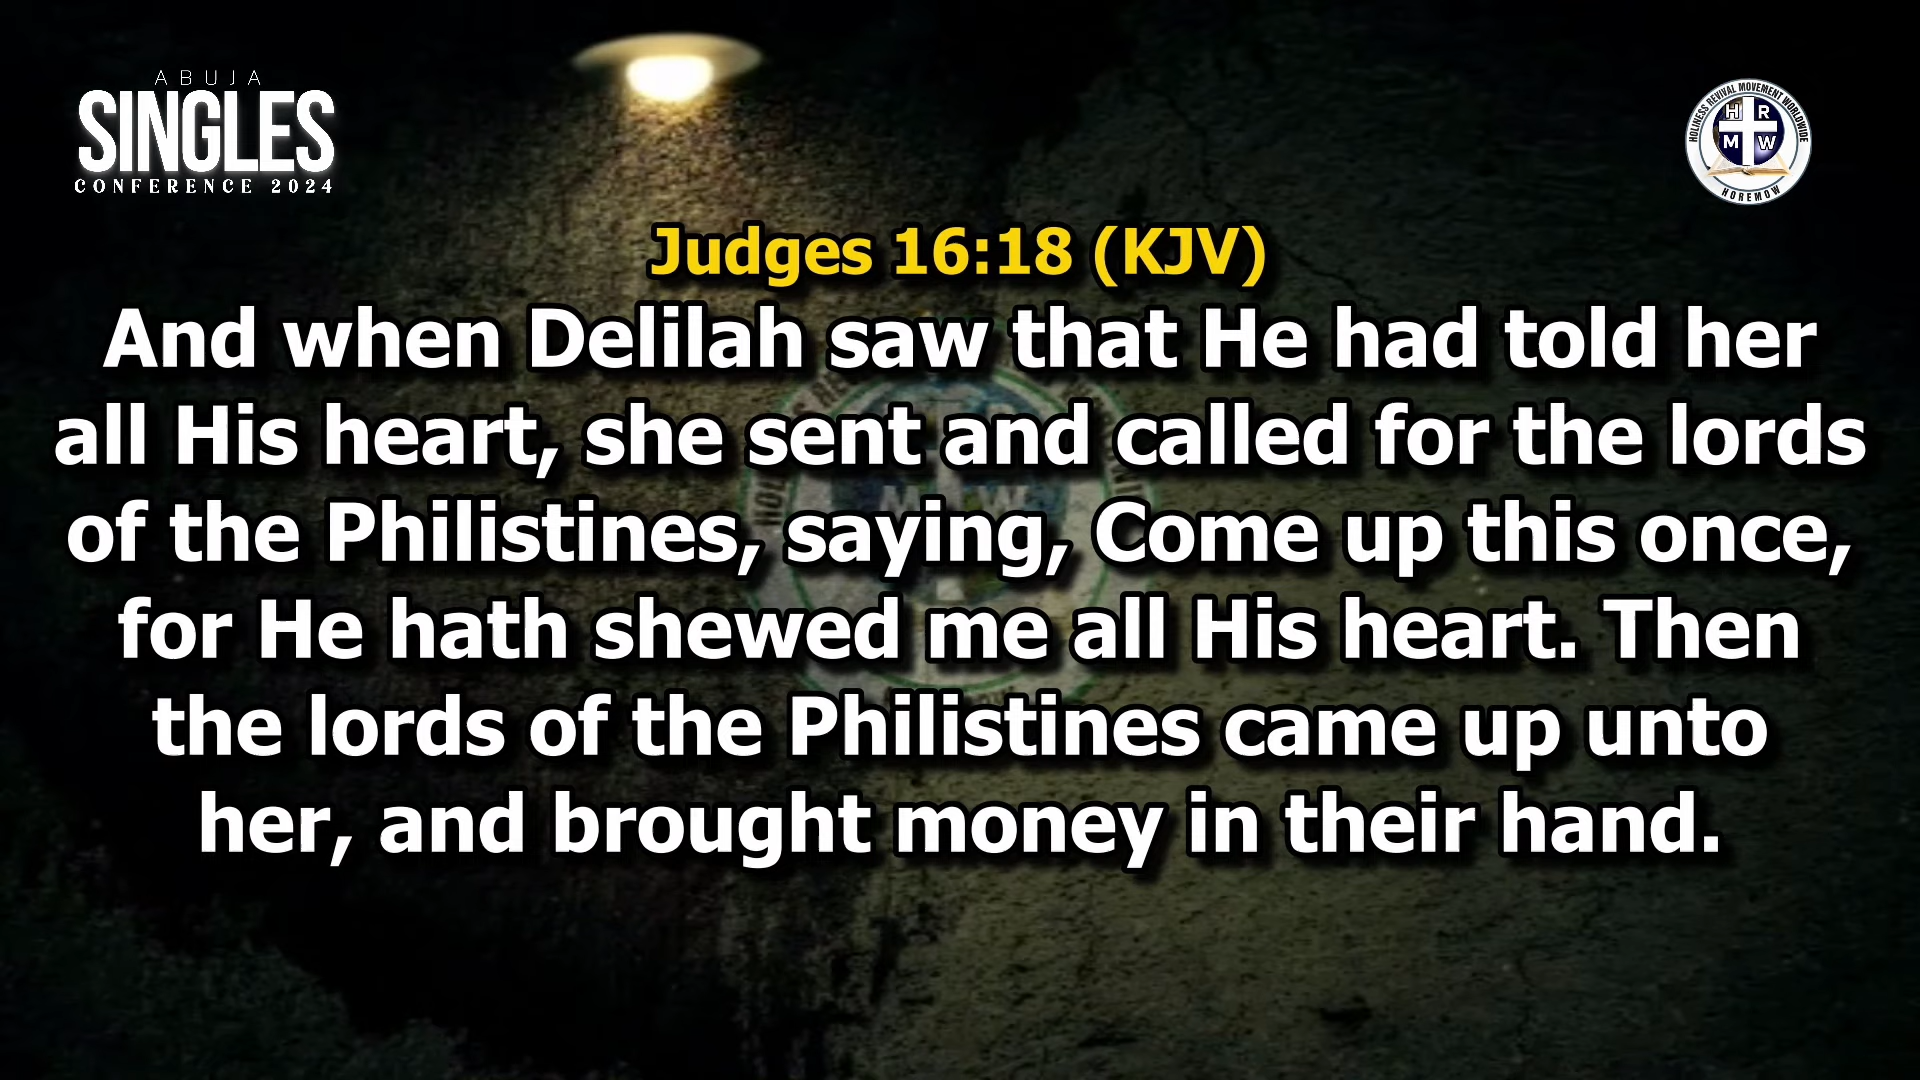 ABUJA
SINGLES
CONFERENCE 2024
HOLINESS REVIVAL MOVEMENT WORLDWIDE
H R
M W
HOREMOW
Judges 16:18 (KJV)
And when Delilah saw that He had told her
all His heart, she sent and called for the lords
of the Philistines, saying, Come up this once,
for He hath shewed me all His heart. Then
the lords of the Philistines came up unto
her, and brought money in their hand.